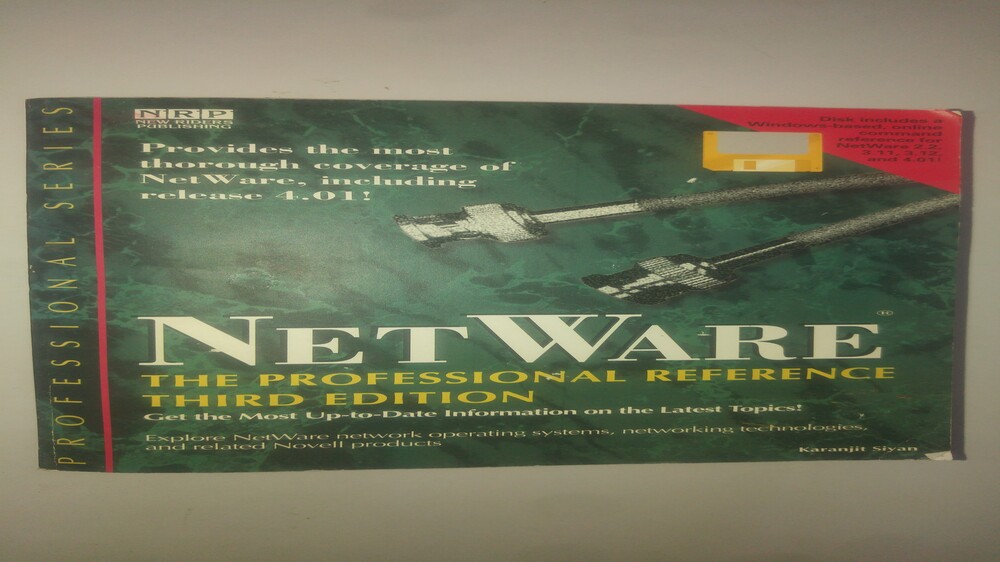 PROFESSIONAL SERIES
NRP
NEW RIDERS
PUBLISHING
Provides the most
thorough coverage of
NetWare, including
release 4.01!
Disk includes a
Windows-based, online
command
reference for
NetWare 2.2,
3.11, 3.12,
and 4.01!
NETWARE®
THE PROFESSIONAL REFERENCE
THIRD EDITION
Get the Most Up-to-Date Information on the Latest Topics!
Explore NetWare network operating systems, networking technologies,
and related Novell products
Karanjit Siyan